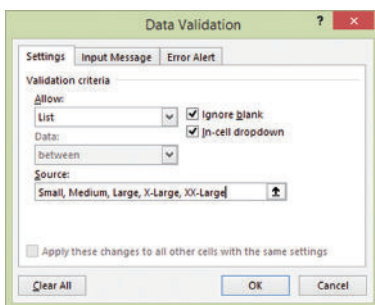 Data Validation ? ×
Settings Input Message Error Alert
Validation criteria
Allow:
List Ignore blank
In-cell dropdown
Data:
between
Source:
Small, Medium, Large, X-Large, XX-Large
Apply these changes to all other cells with the same settings
Clear All OK Cancel